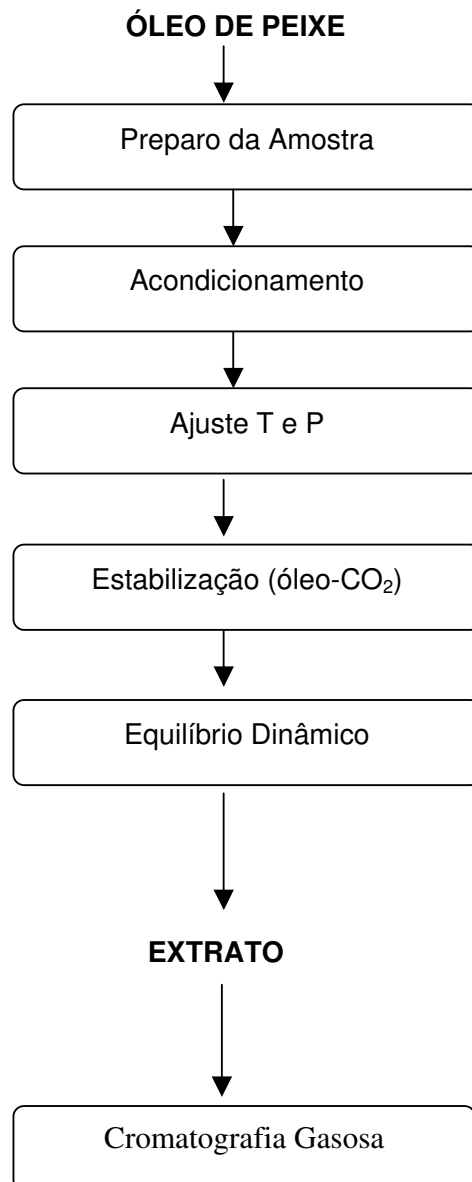 ÓLEO DE PEIXE
Preparo da Amostra
Acondicionamento
Ajuste T e P
Estabilização (óleo-CO₂)
Equilíbrio Dinâmico
EXTRATO
Cromatografia Gasosa